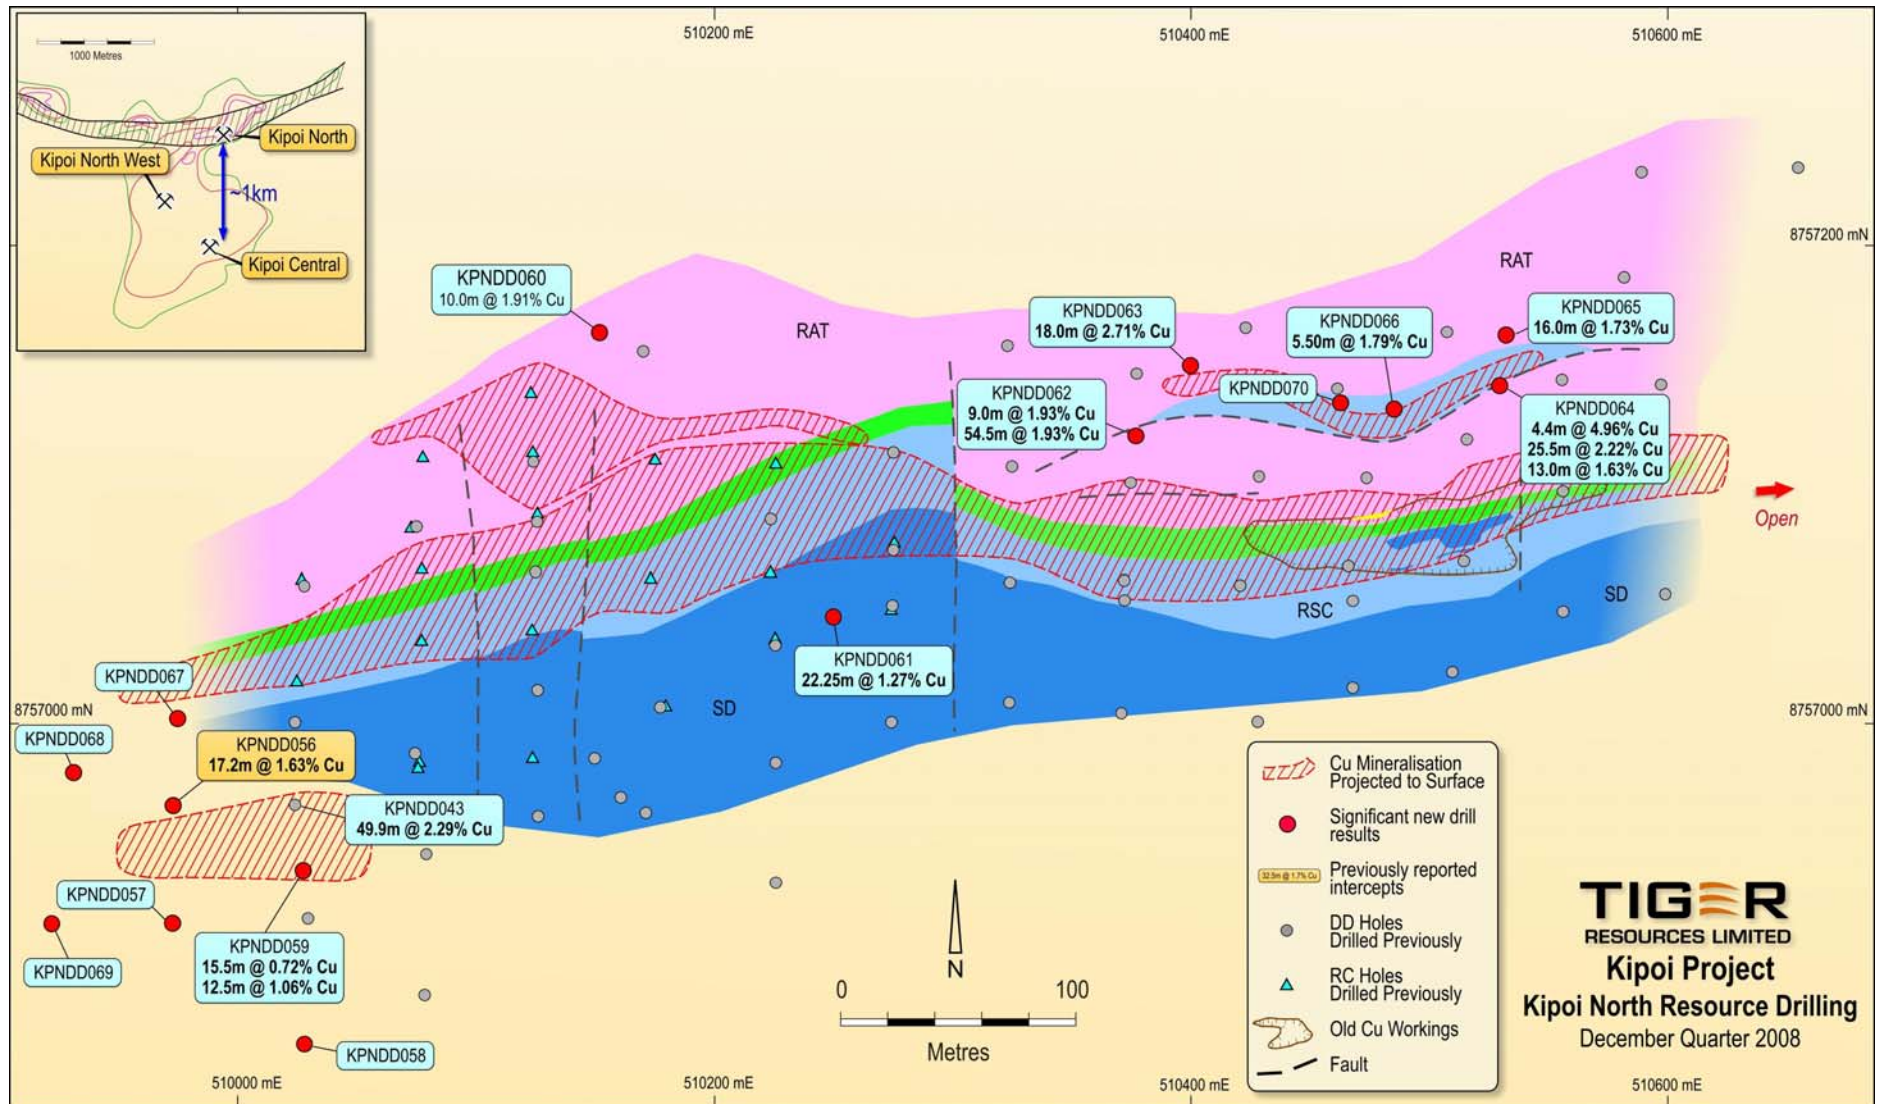 510200 mE
510400 mE
510600 mE
1000 Metres
Kipoi North
Kipoi North West
~1km
Kipoi Central
8757200 mN
RAT
KPNDD060
10.0m @ 1.91% Cu
RAT
KPNDD063
18.0m @ 2.71% Cu
KPNDD066
5.50m @ 1.79% Cu
KPNDD065
16.0m @ 1.73% Cu
KPNDD070
KPNDD062
9.0m @ 1.93% Cu
54.5m @ 1.93% Cu
KPNDD064
4.4m @ 4.96% Cu
25.5m @ 2.22% Cu
13.0m @ 1.63% Cu
Open
SD
RSC
KPNDD061
22.25m @ 1.27% Cu
SD
KPNDD067
8757000 mN
8757000 mN
KPNDD068
KPNDD056
17.2m @ 1.63% Cu
KPNDD043
49.9m @ 2.29% Cu
KPNDD057
KPNDD069
KPNDD059
15.5m @ 0.72% Cu
12.5m @ 1.06% Cu
KPNDD058
N
0
100
Metres
Cu Mineralisation
Projected to Surface
Significant new drill
results
32.5m @ 1.7% Cu
Previously reported
intercepts
DD Holes
Drilled Previously
RC Holes
Drilled Previously
Old Cu Workings
Fault
TIGER
RESOURCES LIMITED
Kipoi Project
Kipoi North Resource Drilling
December Quarter 2008
510000 mE
510200 mE
510400 mE
510600 mE